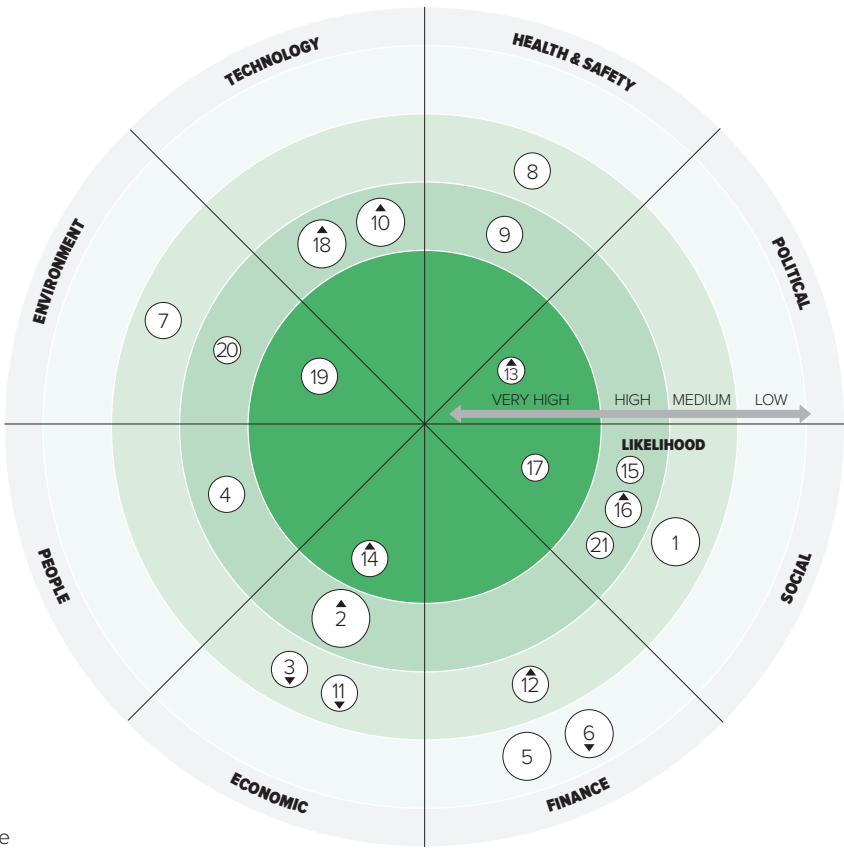 TECHNOLOGY
HEALTH & SAFETY
8
10
18
9
ENVIRONMENT
POLITICAL
7
20
19
13
VERY HIGH
HIGH
MEDIUM
LOW
LIKELIHOOD
17
15
4
16
21
1
14
PEOPLE
SOCIAL
2
3
11
12
6
5
ECONOMIC
FINANCE
e